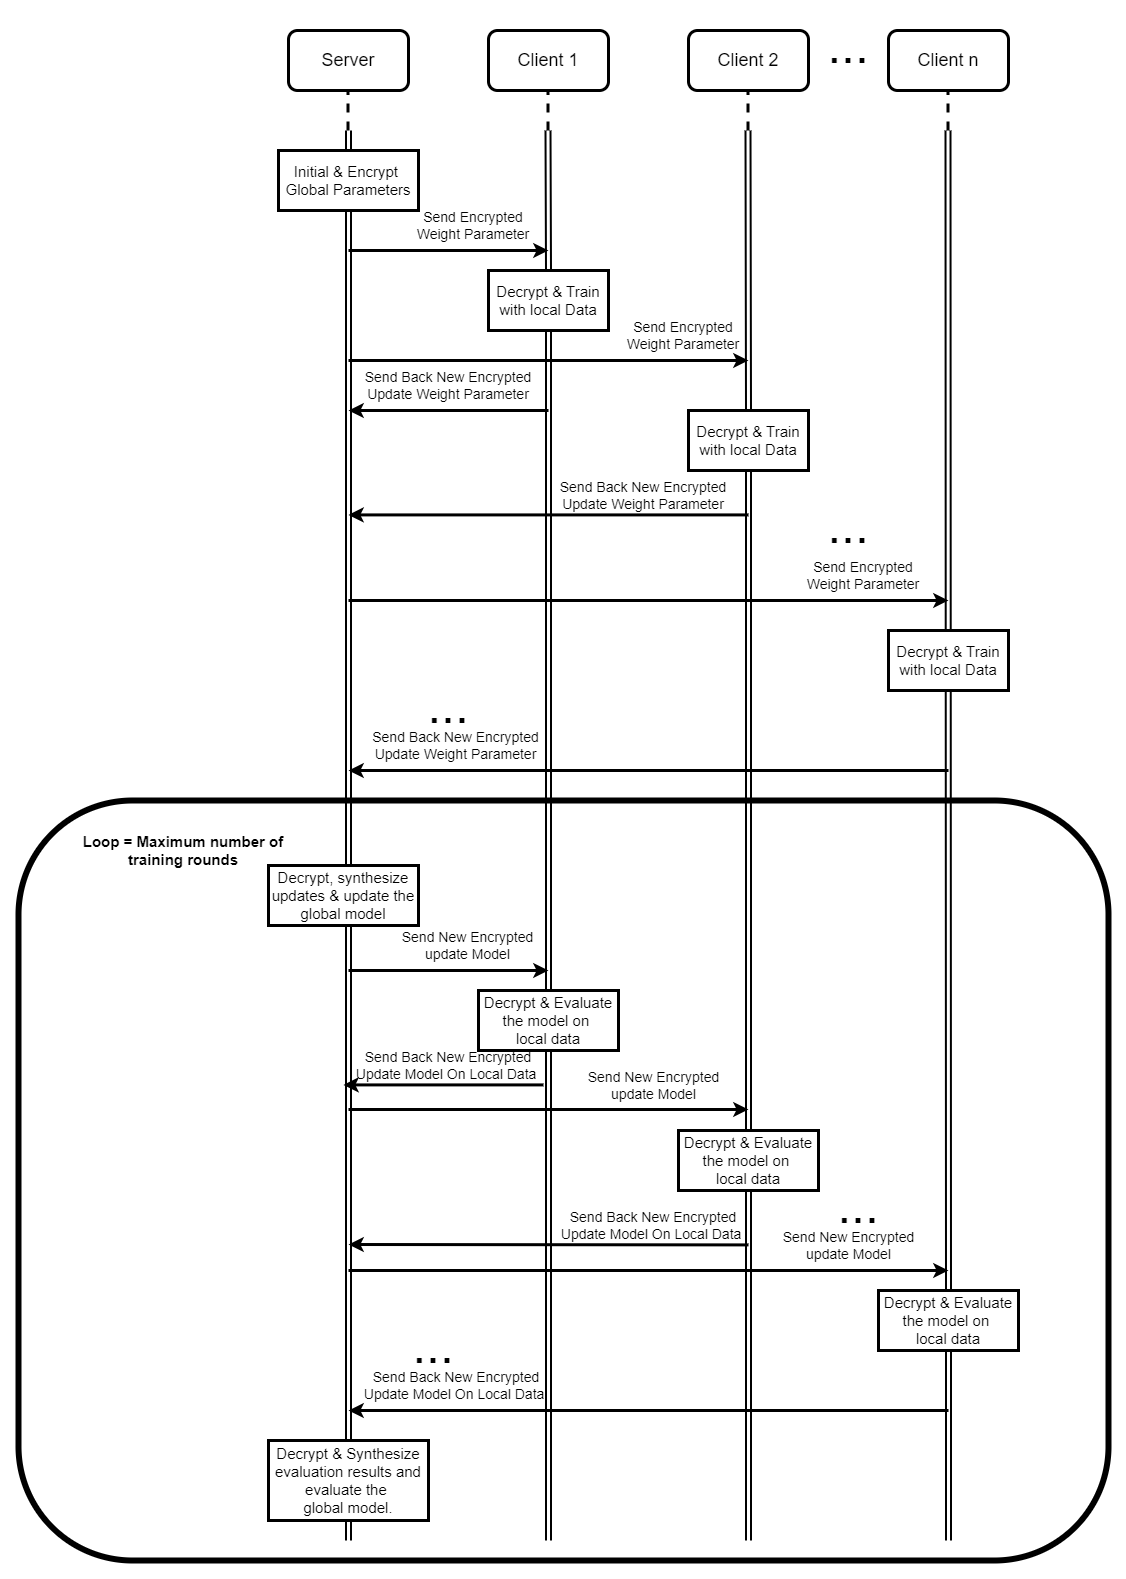 Server
Client 1
Client 2
...
Client n
Initial & Encrypt
Global Parameters
Send Encrypted
Weight Parameter
Decrypt & Train
with local Data
Send Encrypted
Weight Parameter
Send Back New Encrypted
Update Weight Parameter
Decrypt & Train
with local Data
Send Back New Encrypted
Update Weight Parameter
...
Send Encrypted
Weight Parameter
Decrypt & Train
with local Data
...
Send Back New Encrypted
Update Weight Parameter
Loop = Maximum number of
training rounds
Decrypt, synthesize
updates & update the
global model
Send New Encrypted
update Model
Decrypt & Evaluate
the model on
local data
Send Back New Encrypted
Update Model On Local Data
Send New Encrypted
update Model
Decrypt & Evaluate
the model on
local data
Send Back New Encrypted
Update Model On Local Data
...
Send New Encrypted
update Model
Decrypt & Evaluate
the model on
local data
...
Send Back New Encrypted
Update Model On Local Data
Decrypt & Synthesize
evaluation results and
evaluate the
global model.